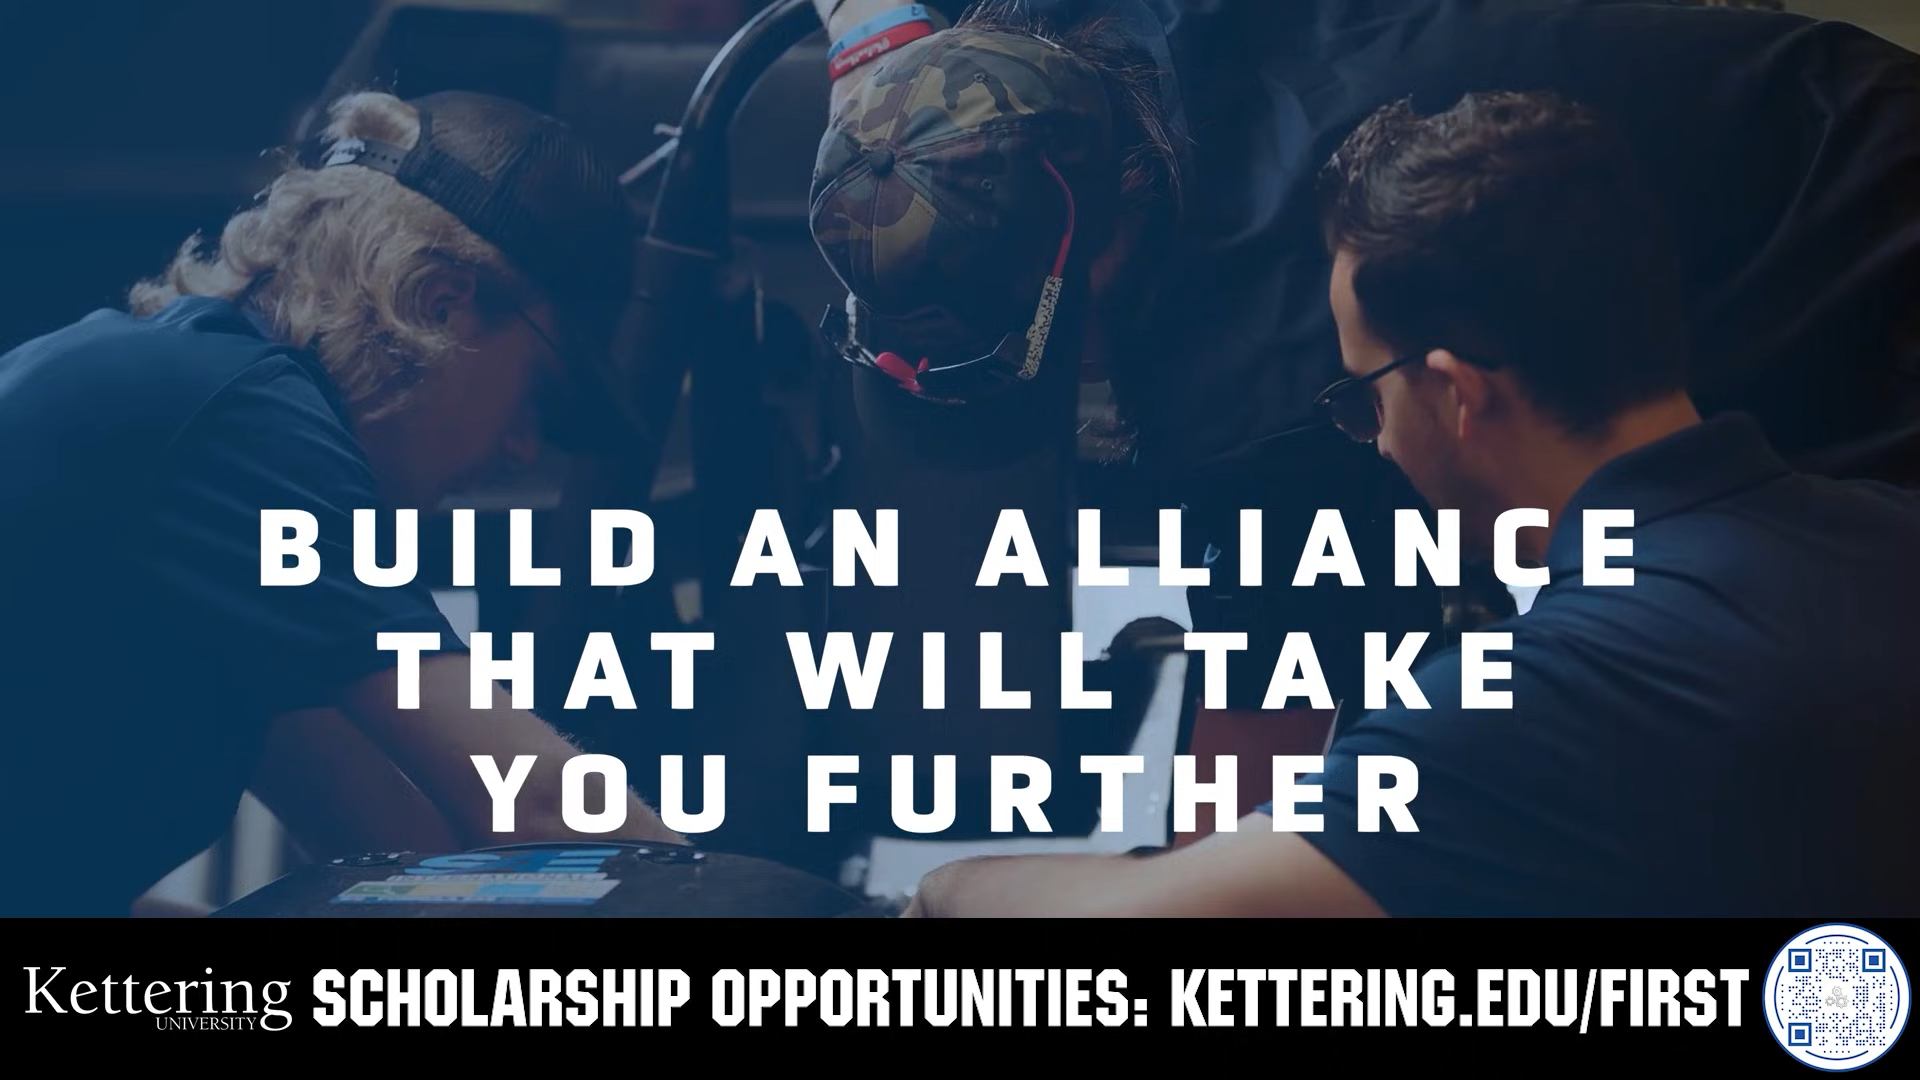 BUILD AN ALLIANCE
THAT WILL TAKE
YOU FURTHER
Kettering
UNIVERSITY
SCHOLARSHIP OPPORTUNITIES: KETTERING.EDU/FIRST